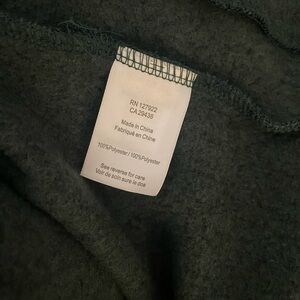 RN 127922
CA 29438
Made in China
Fabriqué en Chine
100%Polyester / 100%Polyester
See reverse for care
Voir de soin sure in dos